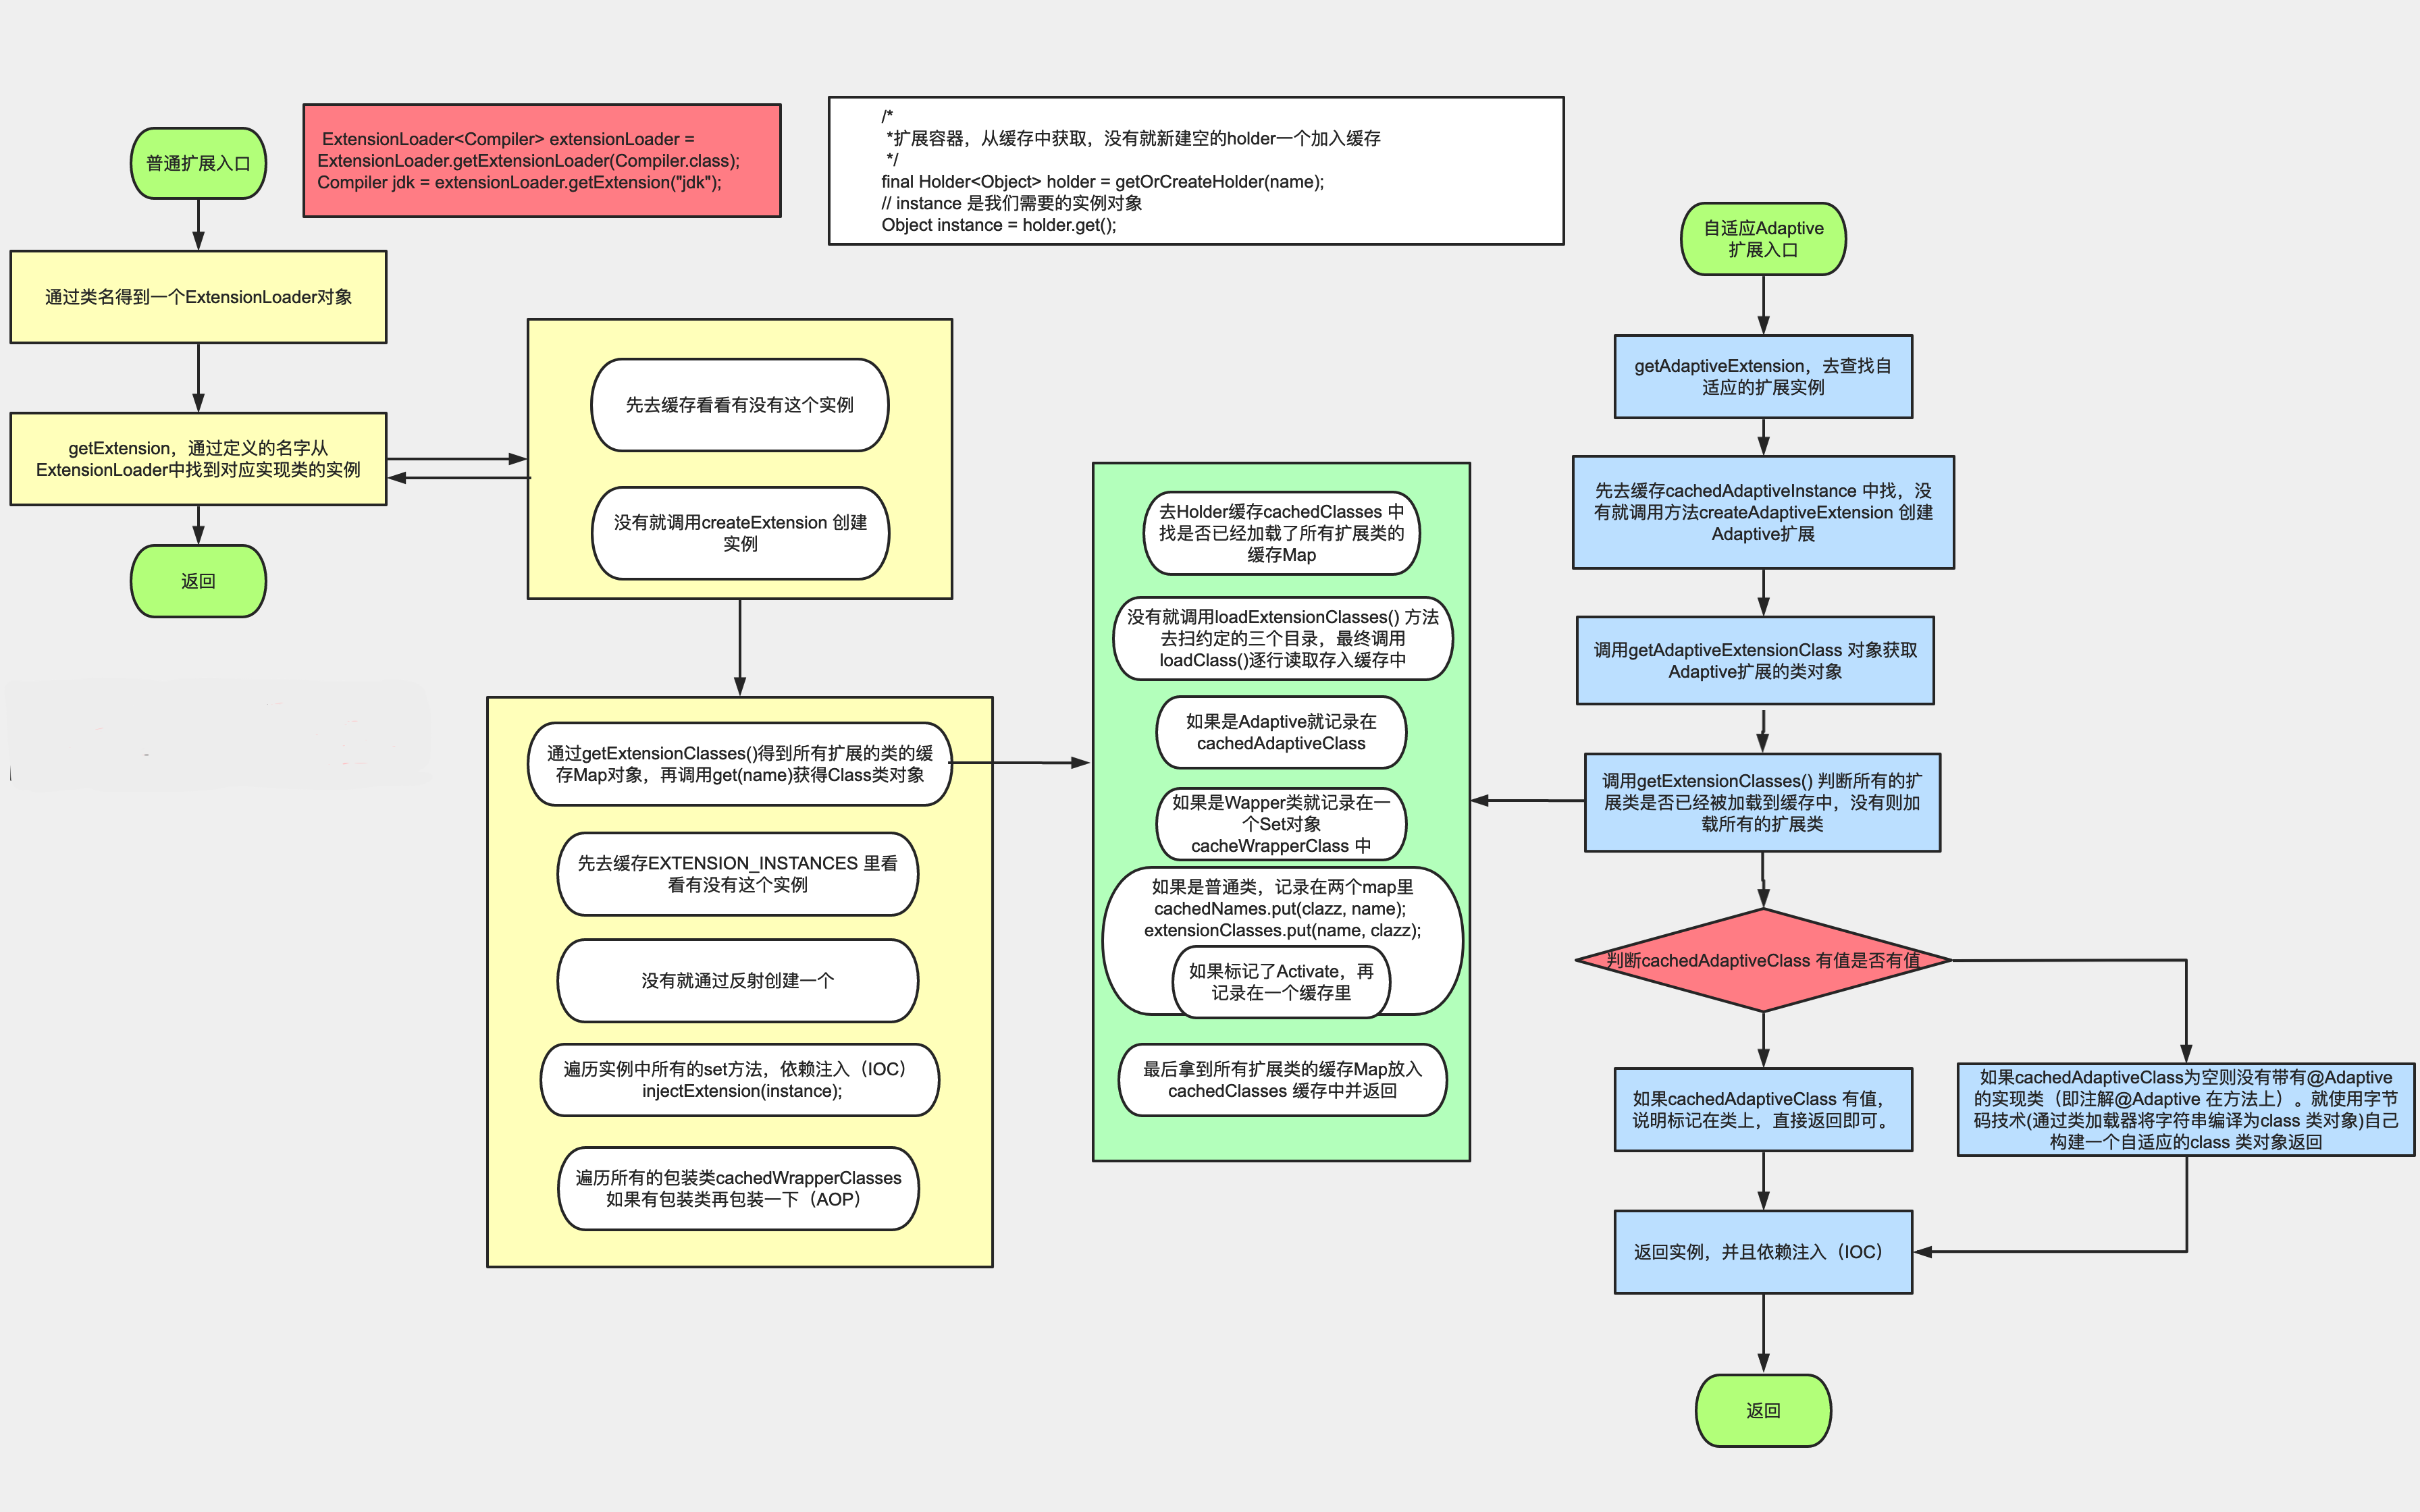 普通扩展入口
ExtensionLoader<Compiler> extensionLoader =
ExtensionLoader.getExtensionLoader(Compiler.class);
Compiler jdk = extensionLoader.getExtension("jdk");
/*
*扩展容器，从缓存中获取，没有就新建空的holder一个加入缓存
*/
final Holder<Object> holder = getOrCreateHolder(name);
// instance 是我们需要的实例对象
Object instance = holder.get();
通过类名得到一个ExtensionLoader对象
getExtension，通过定义的名字从
ExtensionLoader中找到对应实现类的实例
返回
先去缓存看看有没有这个实例
没有就调用createExtension 创建
实例
通过getExtensionClasses()得到所有扩展的类的缓
存Map对象，再调用get(name)获得Class类对象
先去缓存EXTENSION_INSTANCES 里看
看有没有这个实例
没有就通过反射创建一个
遍历实例中所有的set方法，依赖注入（IOC）
injectExtension(instance);
遍历所有的包装类cachedWrapperClasses
如果有包装类再包装一下（AOP）
去Holder缓存cachedClasses 中
找是否已经加载了所有扩展类的
缓存Map
没有就调用loadExtensionClasses() 方法
去扫约定的三个目录，最终调用
loadClass()逐行读取存入缓存中
如果是Adaptive就记录在
cachedAdaptiveClass
如果是Wapper类就记录在一
个Set对象
cacheWrapperClass 中
如果是普通类，记录在两个map里
cachedNames.put(clazz, name);
extensionClasses.put(name, clazz);
如果标记了Activate，再
记录在一个缓存里
最后拿到所有扩展类的缓存Map放入
cachedClasses 缓存中并返回
自适应Adaptive
扩展入口
getAdaptiveExtension，去查找自
适应的扩展实例
先去缓存cachedAdaptiveInstance 中找，没
有就调用方法createAdaptiveExtension 创建
Adaptive扩展
调用getAdaptiveExtensionClass 对象获取
Adaptive扩展的类对象
调用getExtensionClasses() 判断所有的扩
展类是否已经被加载到缓存中，没有则加
载所有的扩展类
判断cachedAdaptiveClass 有值是否有值
如果cachedAdaptiveClass 有值，
说明标记在类上，直接返回即可。
如果cachedAdaptiveClass为空则没有带有@Adaptive
的实现类（即注解@Adaptive 在方法上）。就使用字节
码技术(通过类加载器将字符串编译为class 类对象)自己
构建一个自适应的class 类对象返回
返回实例，并且依赖注入（IOC）
返回